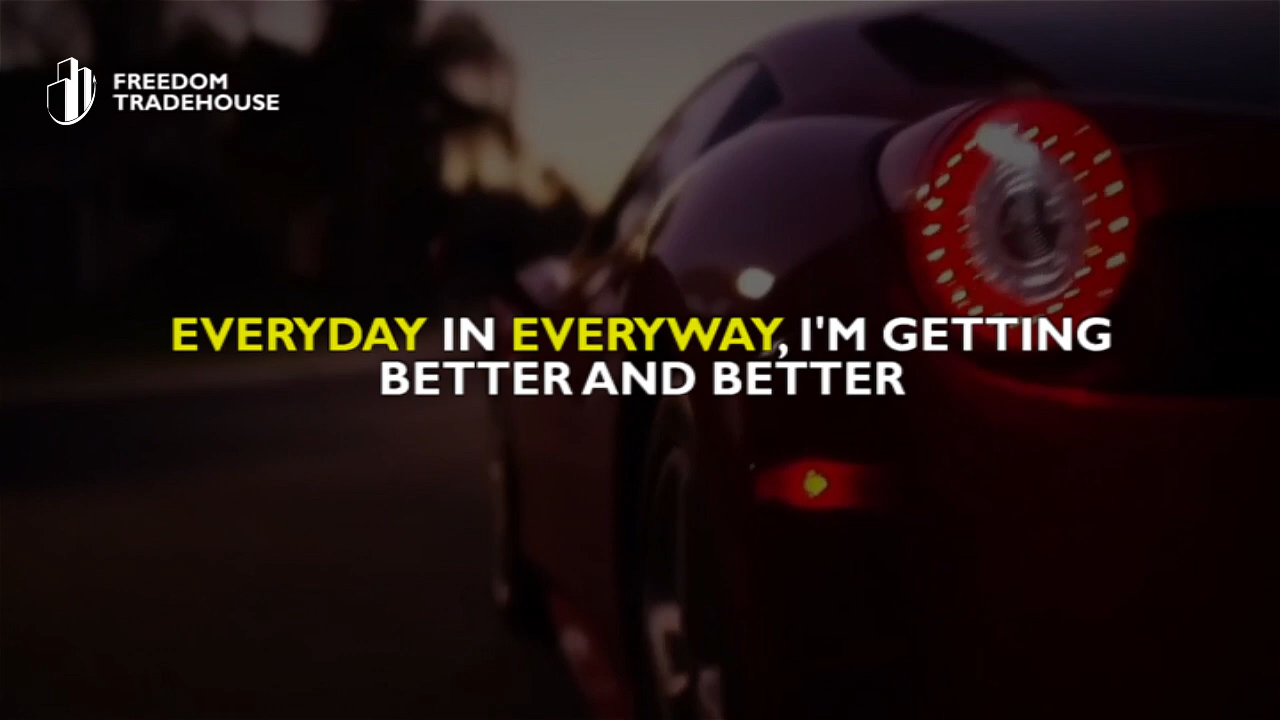 FREEDOM
TRADEHOUSE
EVERYDAY IN EVERYWAY, I'M GETTING
BETTER AND BETTER